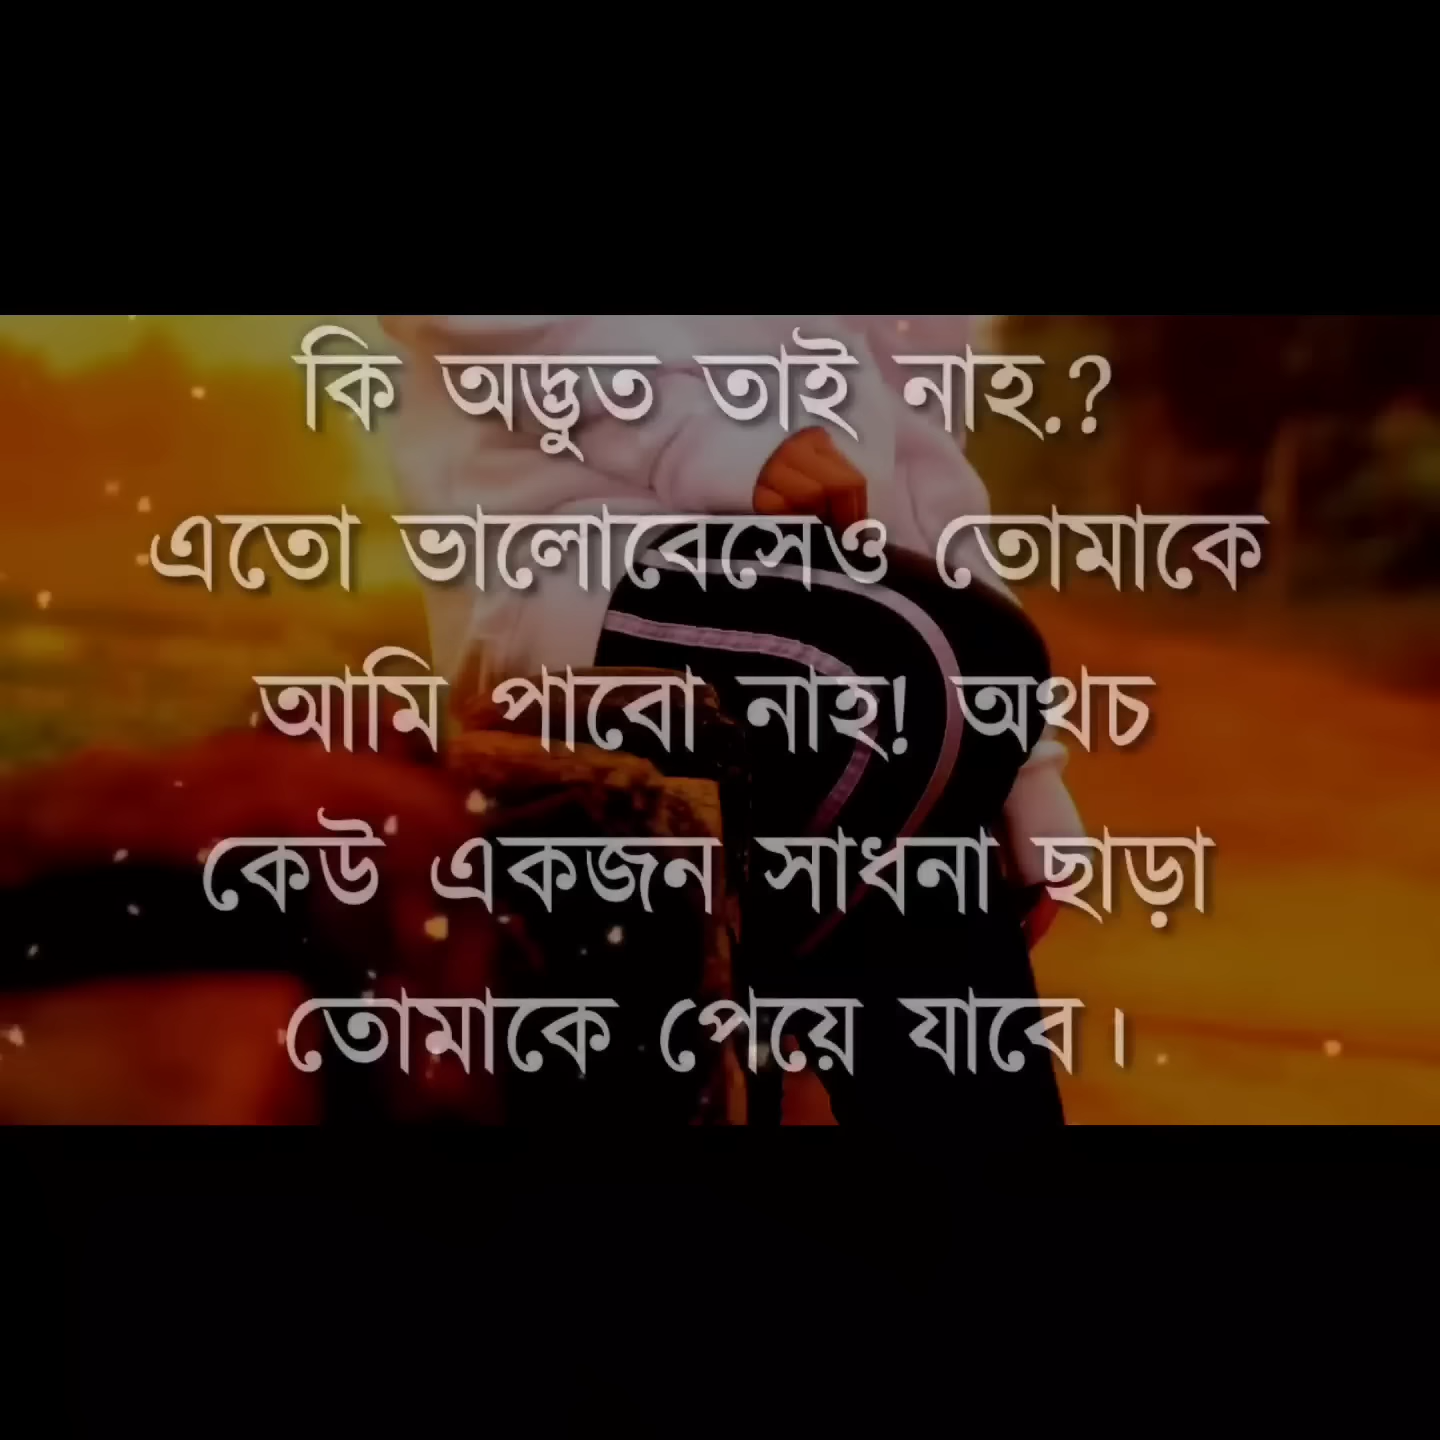 কি অদ্ভুত তাই নাহ.?
এতো ভালোবেসেও তোমাকে
আমি পাবো নাহ! অথচ
কেউ একজন সাধনা ছাড়া
তোমাকে পেয়ে যাবে।